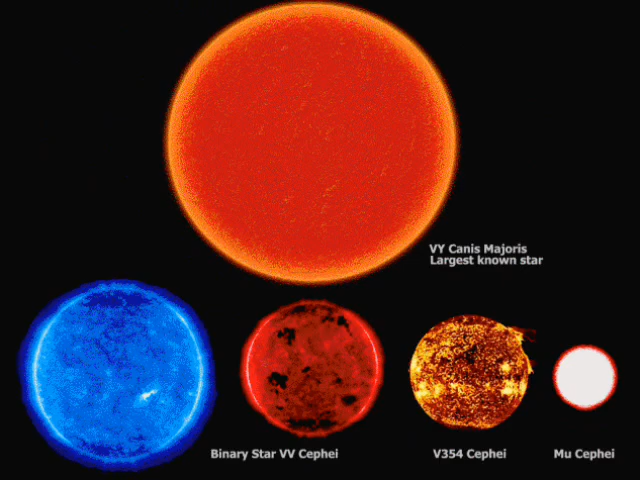 VY Canis Majoris
Largest known star
Binary Star VV Cephei
V354 Cephei
Mu Cephei